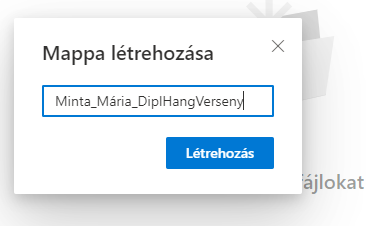 Mappa létrehozása
Minta_Mária_DiplHangVerseny
Létrehozás
fájlokat